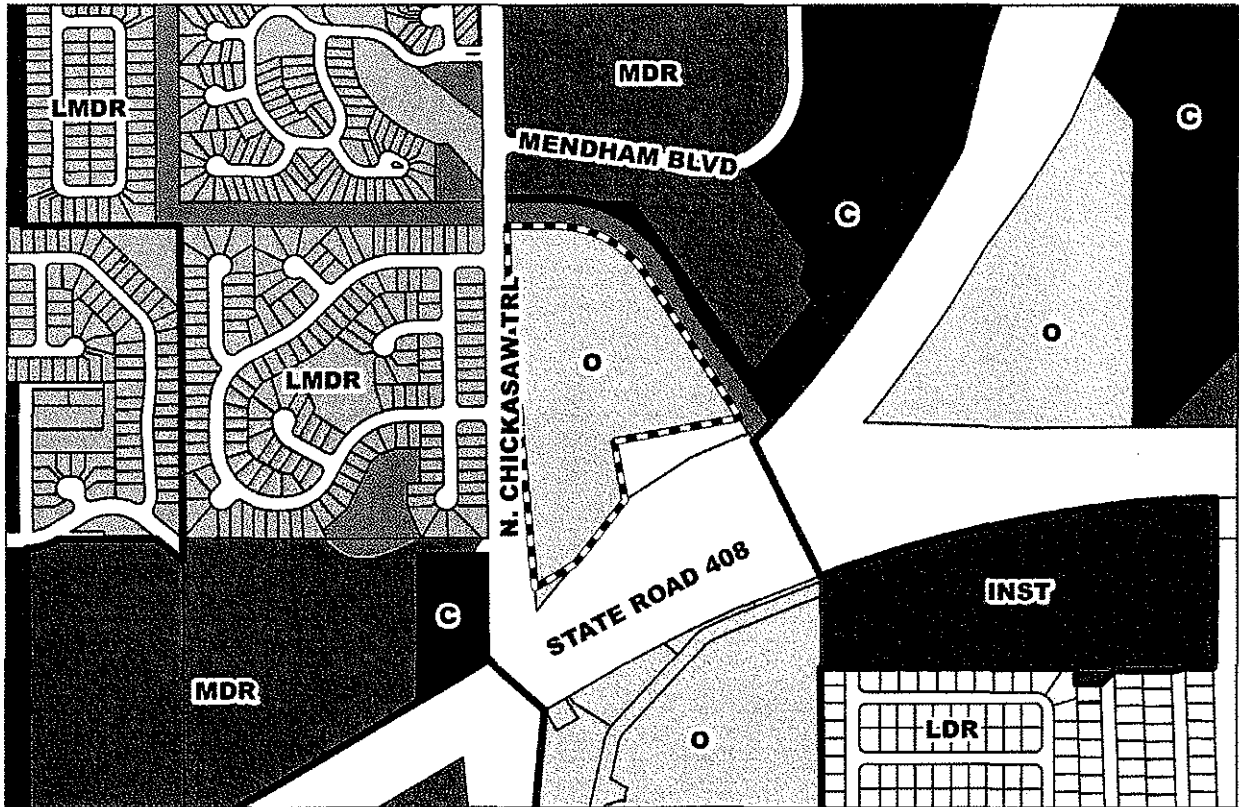 MDR
LMDR
C
MENDHAM BLVD
C
N. CHICKASAW TRL
O
O
LMDR
STATE ROAD 408
INST
C
MDR
LDR
O